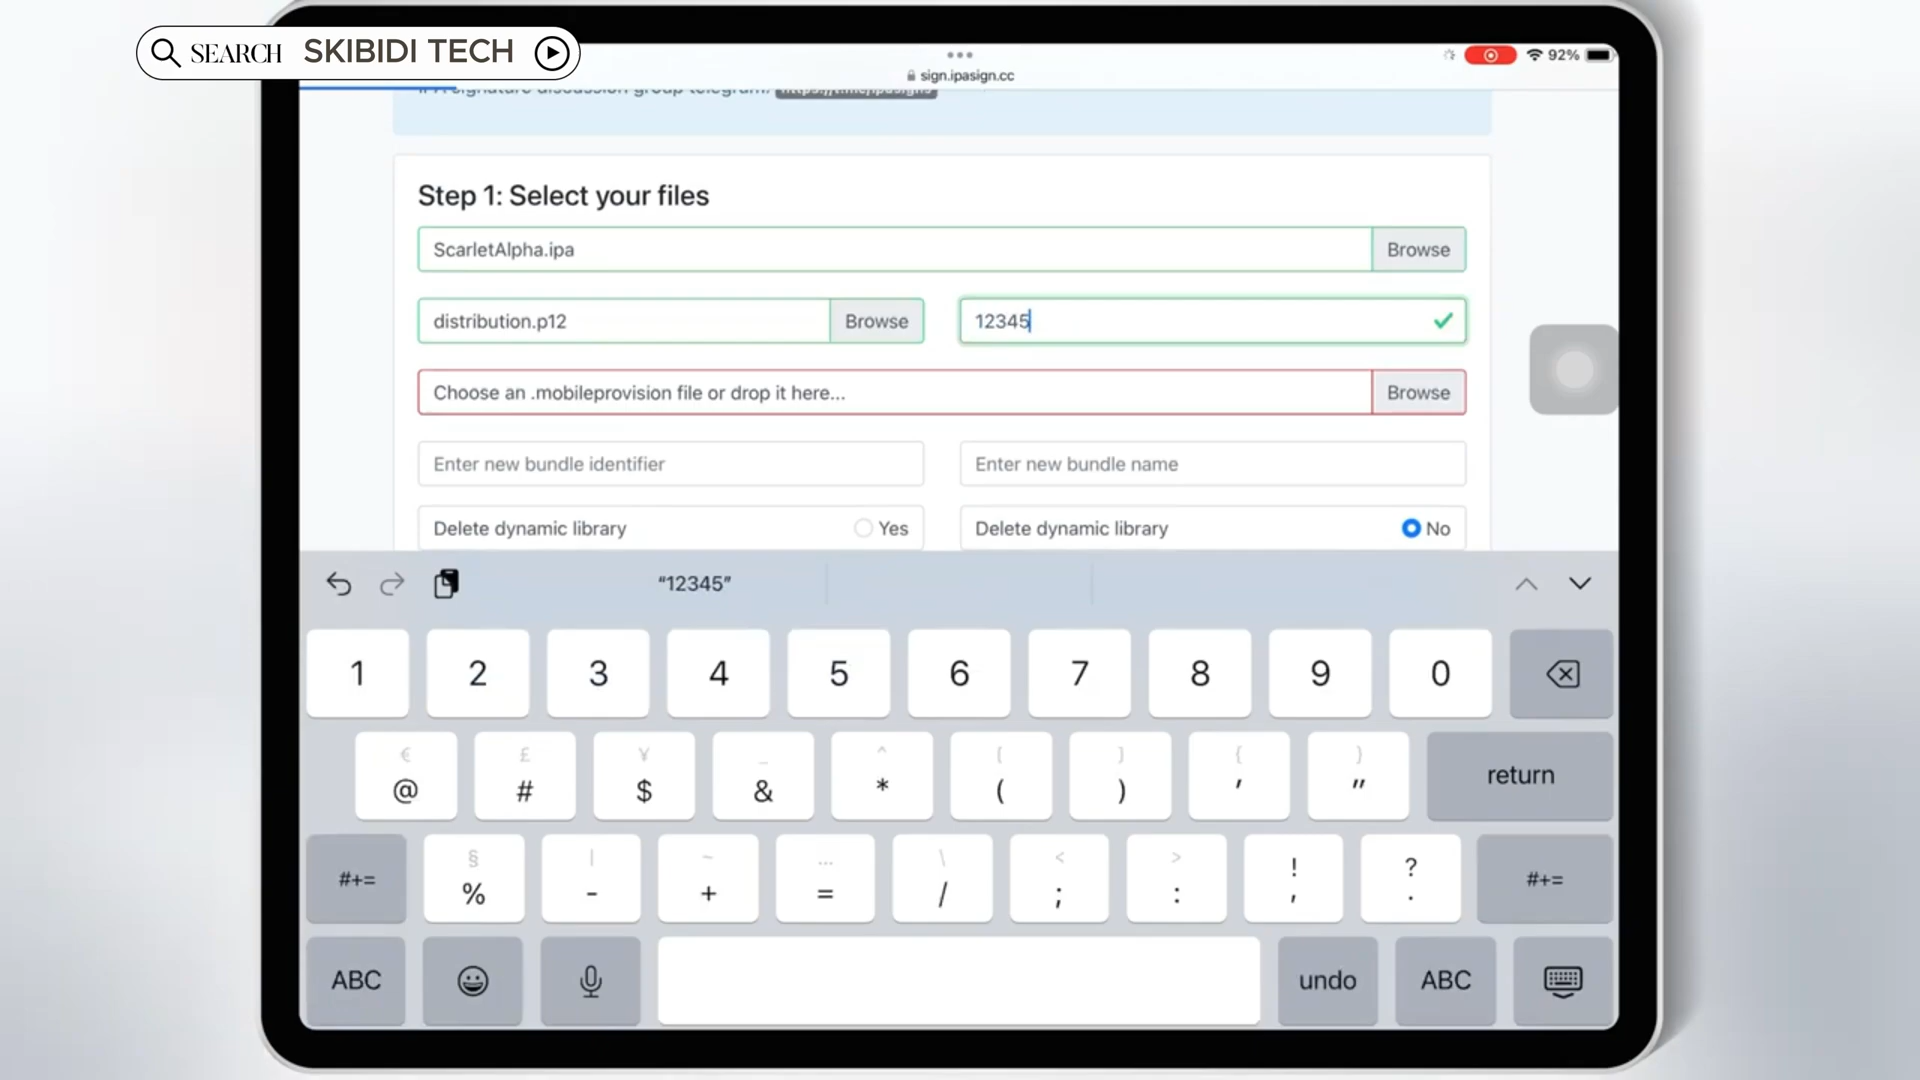 SEARCH SKIBIDI TECH
92%
sign.ipasign.cc
Step 1: Select your files
ScarletAlpha.ipa
Browse
distribution.p12
Browse
12345
Choose an .mobileprovision file or drop it here...
Browse
Enter new bundle identifier
Enter new bundle name
Delete dynamic library
Yes
Delete dynamic library
No
“12345”
1 2 3 4 5 6 7 8 9 0
€ £ ¥ _ ^ [ ] { }
@ # $ & * ( ) ' "
return
§ | ~ … \ < > ! ?
#+= % - + = / ; : , . #+=
ABC
undo
ABC